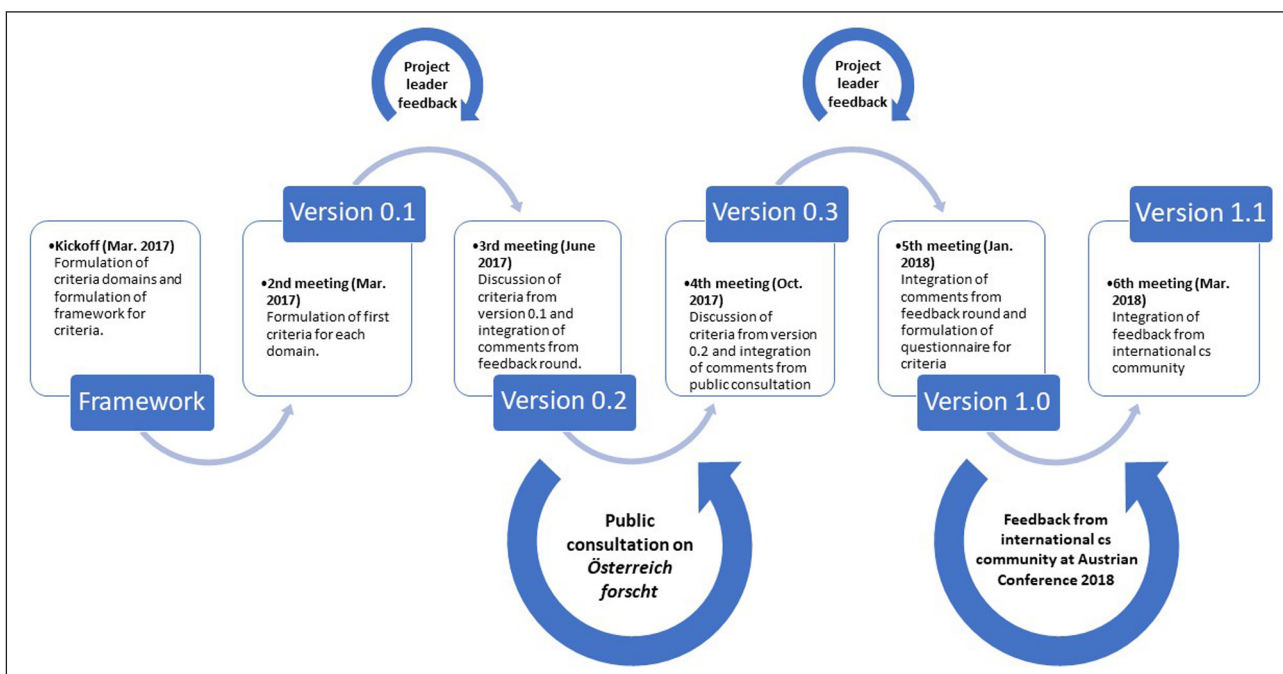 Project
leader
feedback
Project
leader
feedback
•Kickoff (Mar. 2017)
Formulation of
criteria domains and
formulation of
framework for
criteria.
Framework
Version 0.1
•2nd meeting (Mar.
2017)
Formulation of first
criteria for each
domain.
•3rd meeting (June
2017)
Discussion of
criteria from
version 0.1 and
integration of
comments from
feedback round.
Version 0.2
Version 0.3
•4th meeting (Oct.
2017)
Discussion of
criteria from version
0.2 and integration
of comments from
public consultation
•5th meeting (Jan.
2018)
Integration of
comments from
feedback round and
formulation of
questionnaire for
criteria
Version 1.0
Version 1.1
•6th meeting (Mar.
2018)
Integration of
feedback from
international cs
community
Public
consultation on
Österreich
forscht
Feedback from
international cs
community at Austrian
Conference 2018